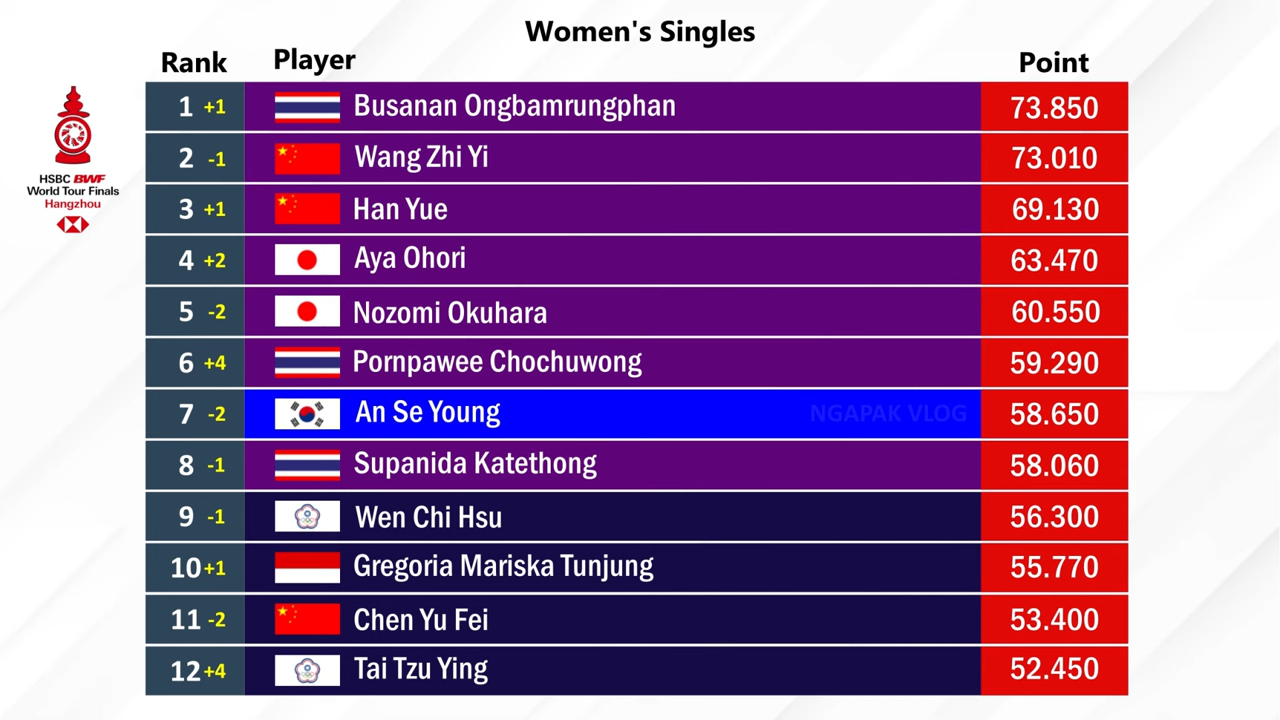 Women's Singles
Rank Player Point
HSBC BWF
World Tour Finals
Hangzhou
1 +1 Busanan Ongbamrungphan 73.850
2 -1 Wang Zhi Yi 73.010
3 +1 Han Yue 69.130
4 +2 Aya Ohori 63.470
5 -2 Nozomi Okuhara 60.550
6 +4 Pornpawee Chochuwong 59.290
7 -2 An Se Young NGAPAK VLOG 58.650
8 -1 Supanida Katethong 58.060
9 -1 Wen Chi Hsu 56.300
10 +1 Gregoria Mariska Tunjung 55.770
11 -2 Chen Yu Fei 53.400
12 +4 Tai Tzu Ying 52.450